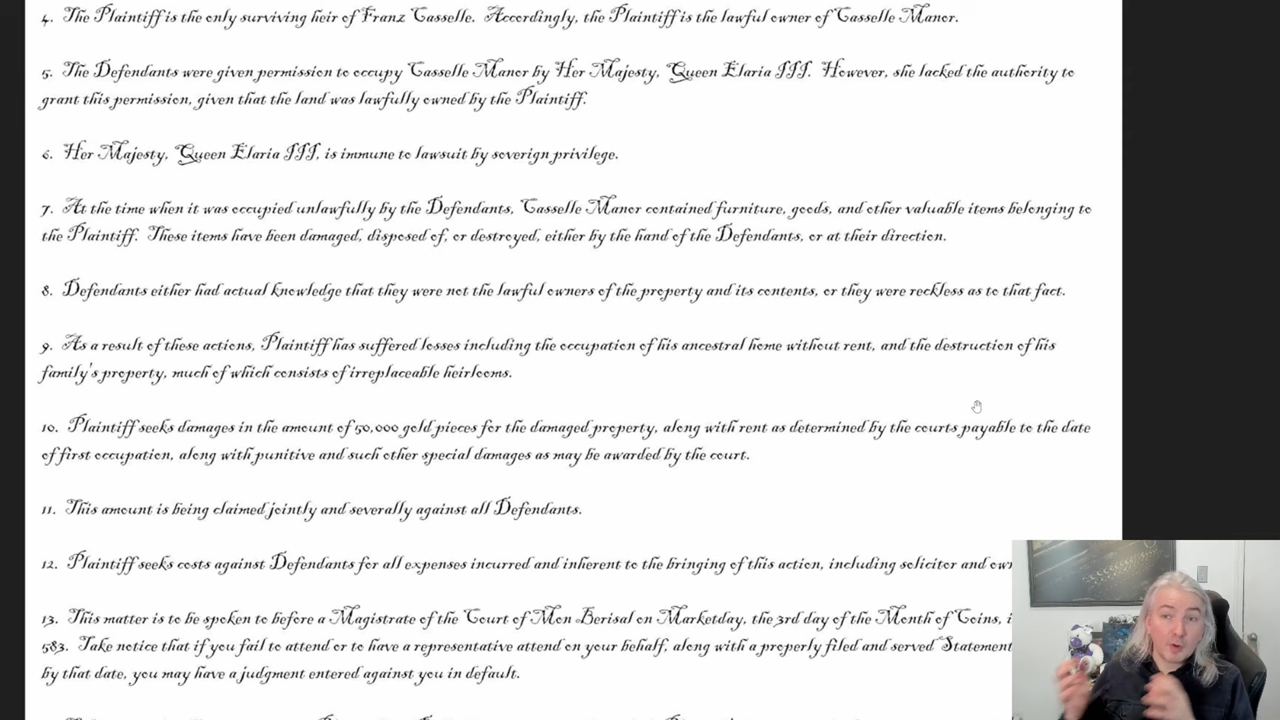 4. The Plaintiff is the only surviving heir of Franz Casselle. Accordingly, the Plaintiff is the lawful owner of Casselle Manor.
5. The Defendants were given permission to occupy Casselle Manor by Her Majesty, Queen Elaria III. However, she lacked the authority to
grant this permission, given that the land was lawfully owned by the Plaintiff.
6. Her Majesty, Queen Elaria III, is immune to lawsuit by soverign privilege.
7. At the time when it was occupied unlawfully by the Defendants, Casselle Manor contained furniture, goods, and other valuable items belonging to
the Plaintiff. These items have been damaged, disposed of, or destroyed, either by the hand of the Defendants, or at their direction.
8. Defendants either had actual knowledge that they were not the lawful owners of the property and its contents, or they were reckless as to that fact.
9. As a result of these actions, Plaintiff has suffered losses including the occupation of his ancestral home without rent, and the destruction of his
family's property, much of which consists of irreplaceable heirlooms.
10. Plaintiff seeks damages in the amount of 50,000 gold pieces for the damaged property, along with rent as determined by the courts payable to the date
of first occupation, along with punitive and such other special damages as may be awarded by the court.
11. This amount is being claimed jointly and severally against all Defendants.
12. Plaintiff seeks costs against Defendants for all expenses incurred and inherent to the bringing of this action, including solicitor and
13. This matter is to be spoken to before a Magistrate of the Court of Mon Berisal on Marketday, the 3rd day of the Month of Coins,
583. Take notice that if you fail to attend or to have a representative attend on your behalf, along with a properly filed and served Statement
by that date, you may have a judgment entered against you in default.